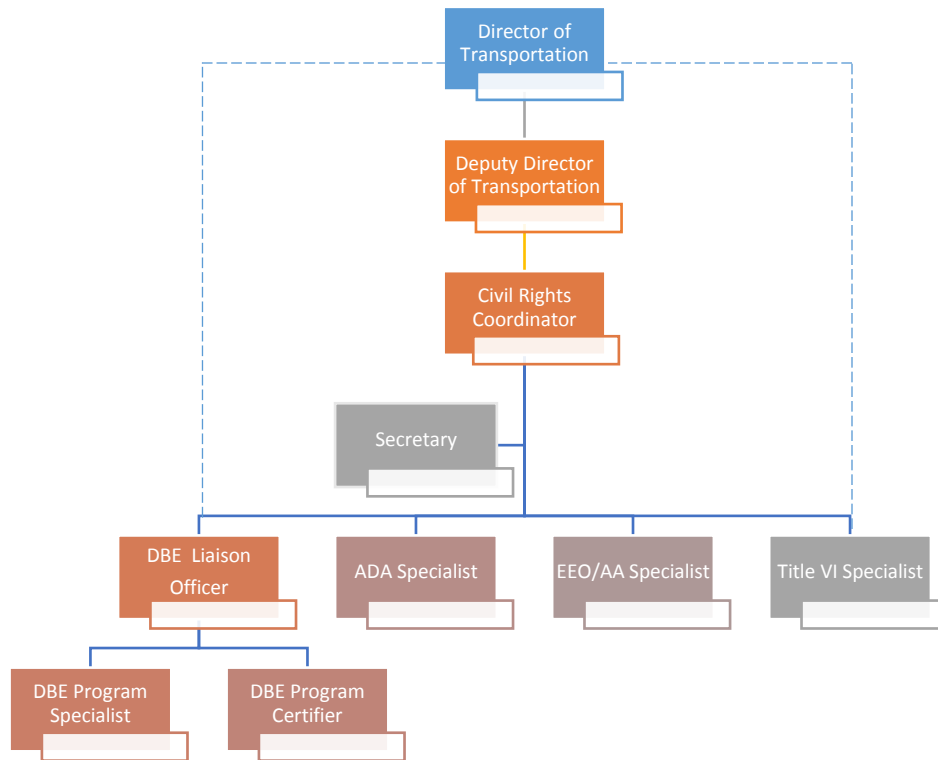 Director of
Transportation
Deputy Director
of Transportation
Civil Rights
Coordinator
Secretary
DBE Liaison
Officer
ADA Specialist
EEO/AA Specialist
Title VI Specialist
DBE Program
Specialist
DBE Program
Certifier